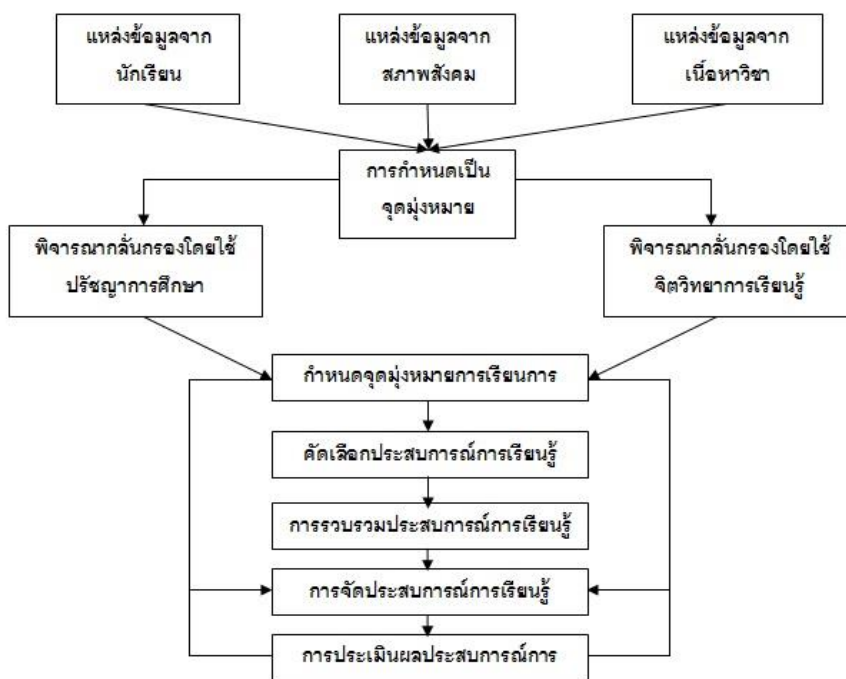 แหล่งข้อมูลจาก
นักเรียน
แหล่งข้อมูลจาก
สภาพสังคม
แหล่งข้อมูลจาก
เนื้อหาวิชา
การกำหนดเป็น
จุดมุ่งหมาย
พิจารณากลั่นกรองโดยใช้
ปรัชญาการศึกษา
พิจารณากลั่นกรองโดยใช้
จิตวิทยาการเรียนรู้
กำหนดจุดมุ่งหมายการเรียนการ
คัดเลือกประสบการณ์การเรียนรู้
การรวบรวมประสบการณ์การเรียนรู้
การจัดประสบการณ์การเรียนรู้
การประเมินผลประสบการณ์การ